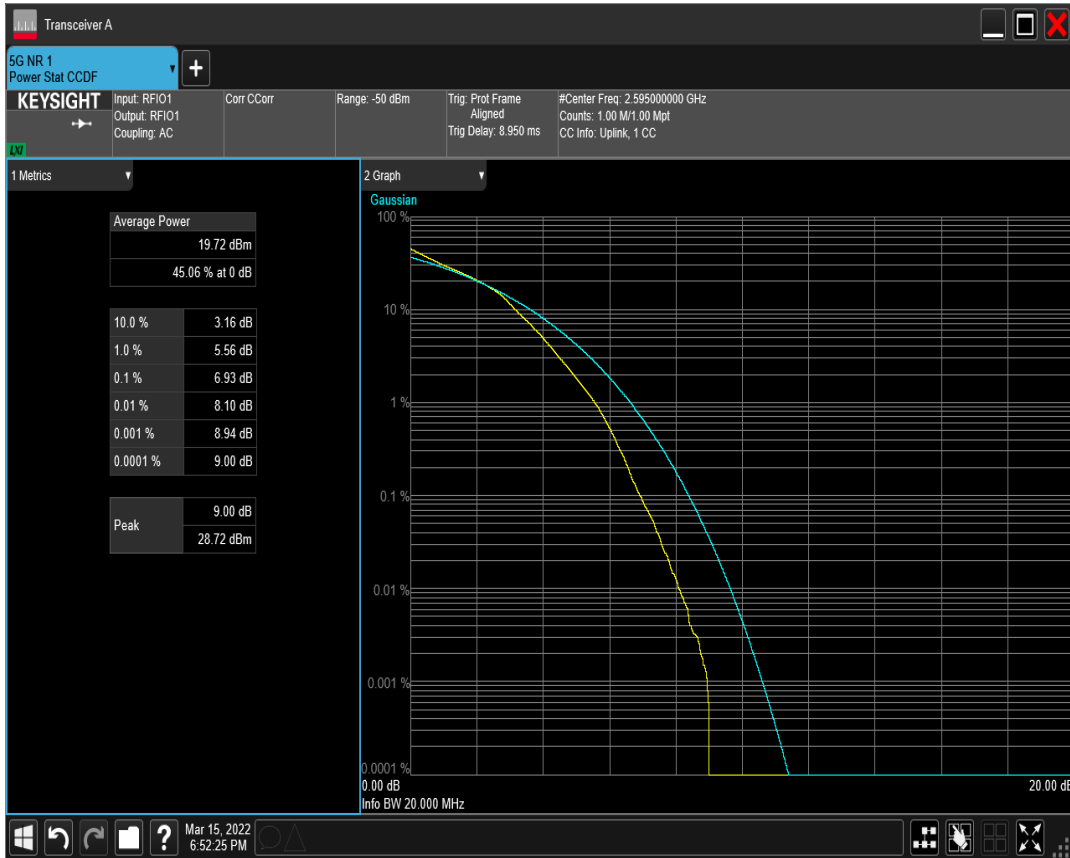 Transceiver A
5G NR 1
Power Stat CCDF
KEYSIGHT
LXI
Input: RFIO1
Output: RFIO1
Coupling: AC
Corr CCorr
Range: -50 dBm
Trig: Prot Frame
Aligned
Trig Delay: 8.950 ms
#Center Freq: 2.595000000 GHz
Counts: 1.00 M/1.00 Mpt
CC Info: Uplink, 1 CC
1 Metrics
Average Power
19.72 dBm
45.06 % at 0 dB
10.0 % 3.16 dB
1.0 % 5.56 dB
0.1 % 6.93 dB
0.01 % 8.10 dB
0.001 % 8.94 dB
0.0001 % 9.00 dB
Peak
9.00 dB
28.72 dBm
2 Graph
Gaussian
100 %
10 %
1 %
0.1 %
0.01 %
0.001 %
0.0001 %
0.00 dB 20.00 dB
Info BW 20.000 MHz
?
Mar 15, 2022
6:52:25 PM